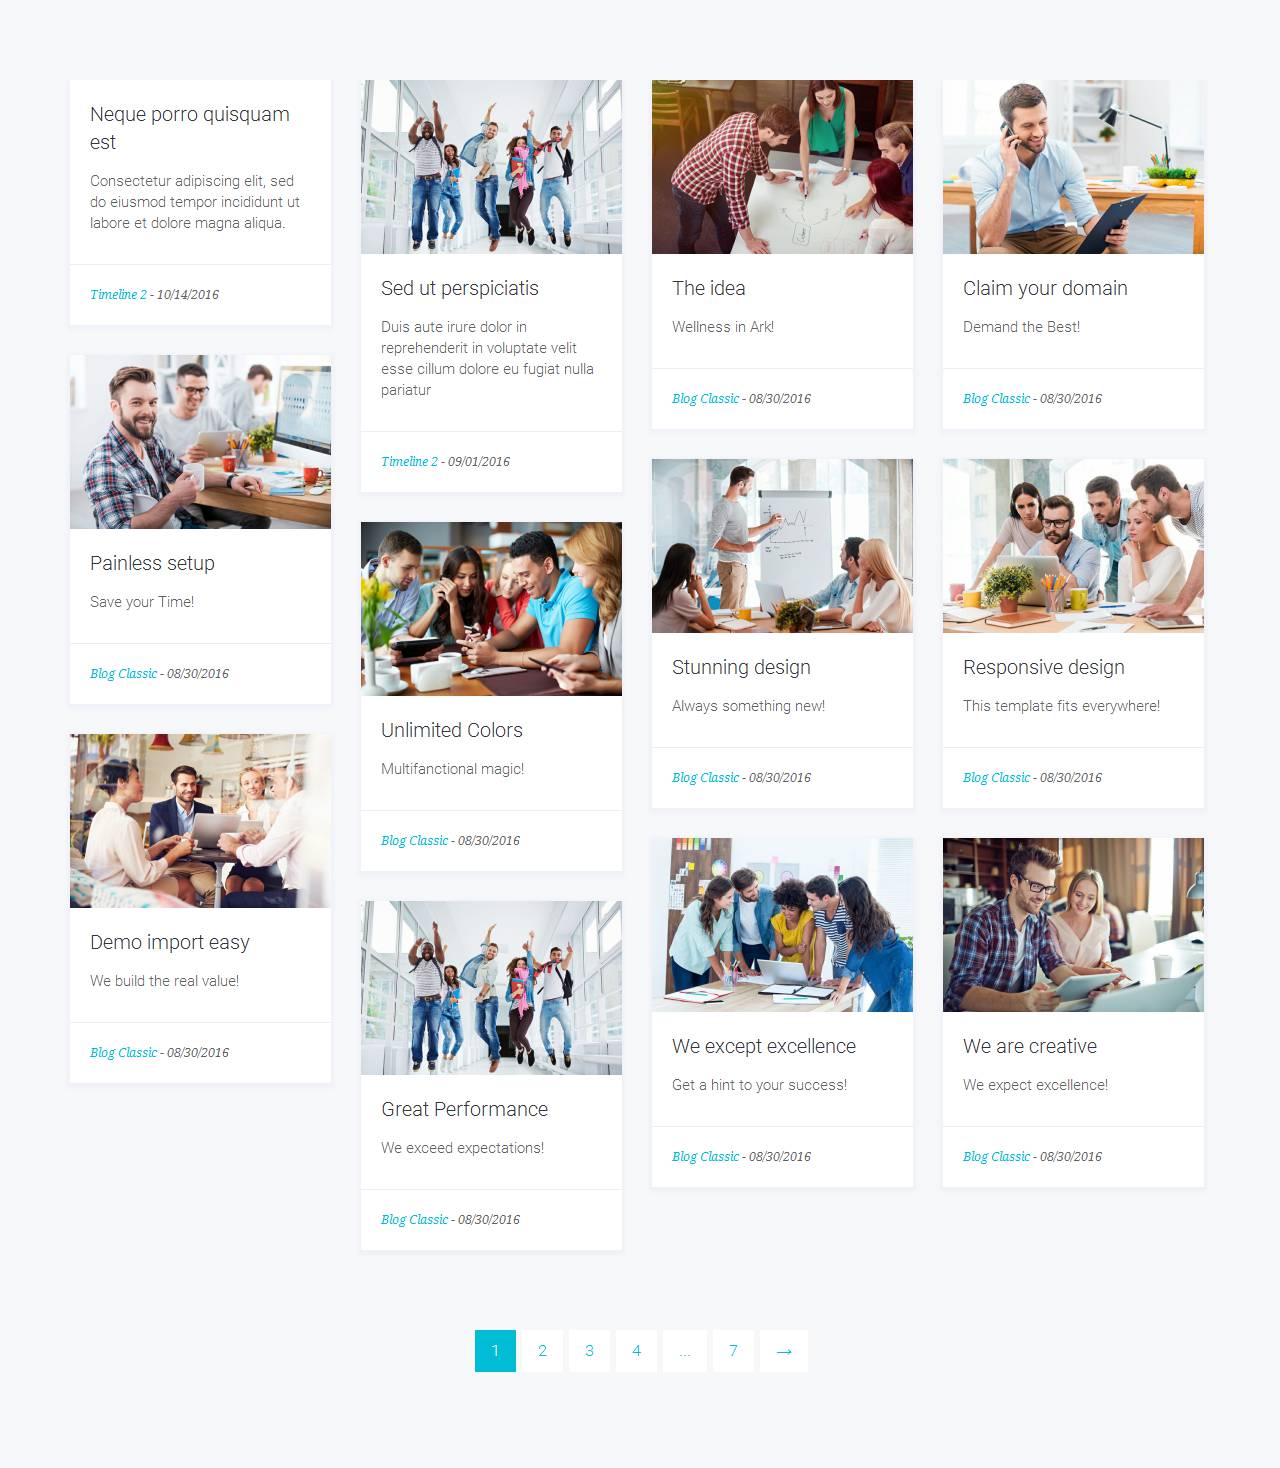 Neque porro quisquam
est
Consectetur adipiscing elit, sed
do eiusmod tempor incididunt ut
labore et dolore magna aliqua.
Timeline 2 - 10/14/2016
Painless setup
Save your Time!
Blog Classic - 08/30/2016
Demo import easy
We build the real value!
Blog Classic - 08/30/2016
Sed ut perspiciatis
Duis aute irure dolor in
reprehenderit in voluptate velit
esse cillum dolore eu fugiat nulla
pariatur
Timeline 2 - 09/01/2016
Unlimited Colors
Multifanctional magic!
Blog Classic - 08/30/2016
Great Performance
We exceed expectations!
Blog Classic - 08/30/2016
The idea
Wellness in Ark!
Blog Classic - 08/30/2016
Stunning design
Always something new!
Blog Classic - 08/30/2016
We except excellence
Get a hint to your success!
Blog Classic - 08/30/2016
Claim your domain
Demand the Best!
Blog Classic - 08/30/2016
Responsive design
This template fits everywhere!
Blog Classic - 08/30/2016
We are creative
We expect excellence!
Blog Classic - 08/30/2016
1 2 3 4 ... 7 →